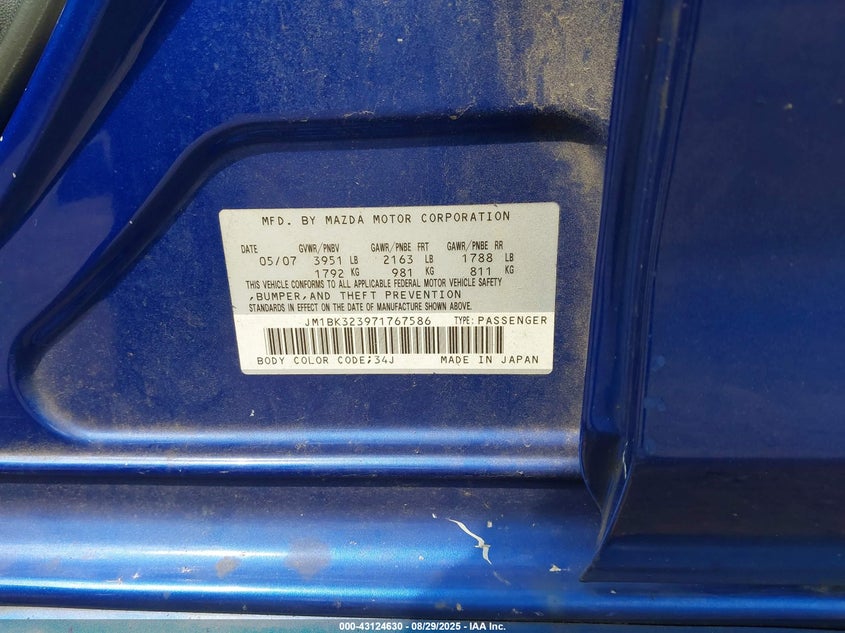 MFD. BY MAZDA MOTOR CORPORATION
DATE GVWR/PNBV GAWR/PNBE FRT GAWR/PNBE RR
05/07 3951 LB 2163 LB 1788 LB
1792 KG 981 KG 811 KG
THIS VEHICLE CONFORMS TO ALL APPLICABLE FEDERAL MOTOR VEHICLE SAFETY
,BUMPER,AND THEFT PREVENTION
STANDARDS IN EFFECT ON THE DATE OF MANUFACTURE SHOWN ABOVE.
JM1BK323971767586 TYPE:PASSENGER
BODY COLOR CODE;34J MADE IN JAPAN
000-43124630 - 08/29/2025 - IAA Inc.